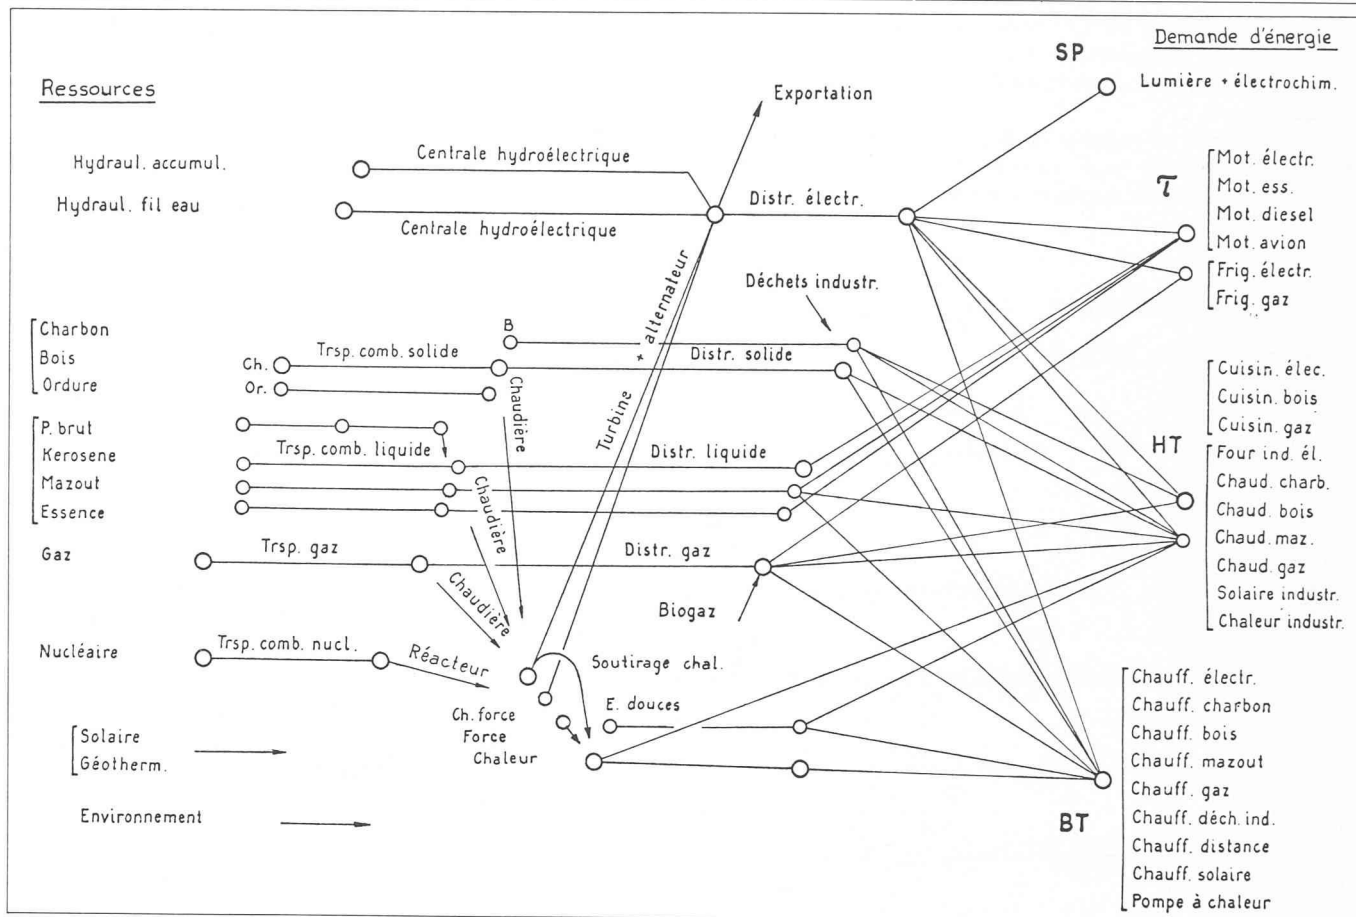 Demande d'énergie
SP
Lumière + électrochim.
Ressources
Exportation
Hydraul. accumul.
Centrale hydroélectrique
Hydraul. fil eau
Centrale hydroélectrique
Distr. électr.
τ
Mot. électr.
Mot. ess.
Mot. diesel
Mot. avion
Frig. électr.
Frig. gaz
Déchets industr.
Turbine + alternateur
Charbon
Bois
Ordure
B
Ch.
Trsp. comb. solide
Distr. solide
Or.
Chaudière
P. brut
Kerosene
Mazout
Essence
Trsp. comb. liquide
Distr. liquide
Chaudière
HT
Cuisin. élec.
Cuisin. bois
Cuisin. gaz
Four ind. él.
Chaud. charb.
Chaud. bois
Chaud. maz.
Chaud. gaz
Solaire industr.
Chaleur industr.
Gaz
Trsp. gaz
Distr. gaz
Chaudière
Biogaz
Nucléaire
Trsp. comb. nucl.
Réacteur
Soutirage chal.
Ch. force
Force
Chaleur
E. douces
Solaire
Géotherm.
Environnement
BT
Chauff. électr.
Chauff. charbon
Chauff. bois
Chauff. mazout
Chauff. gaz
Chauff. déch. ind.
Chauff. distance
Chauff. solaire
Pompe à chaleur